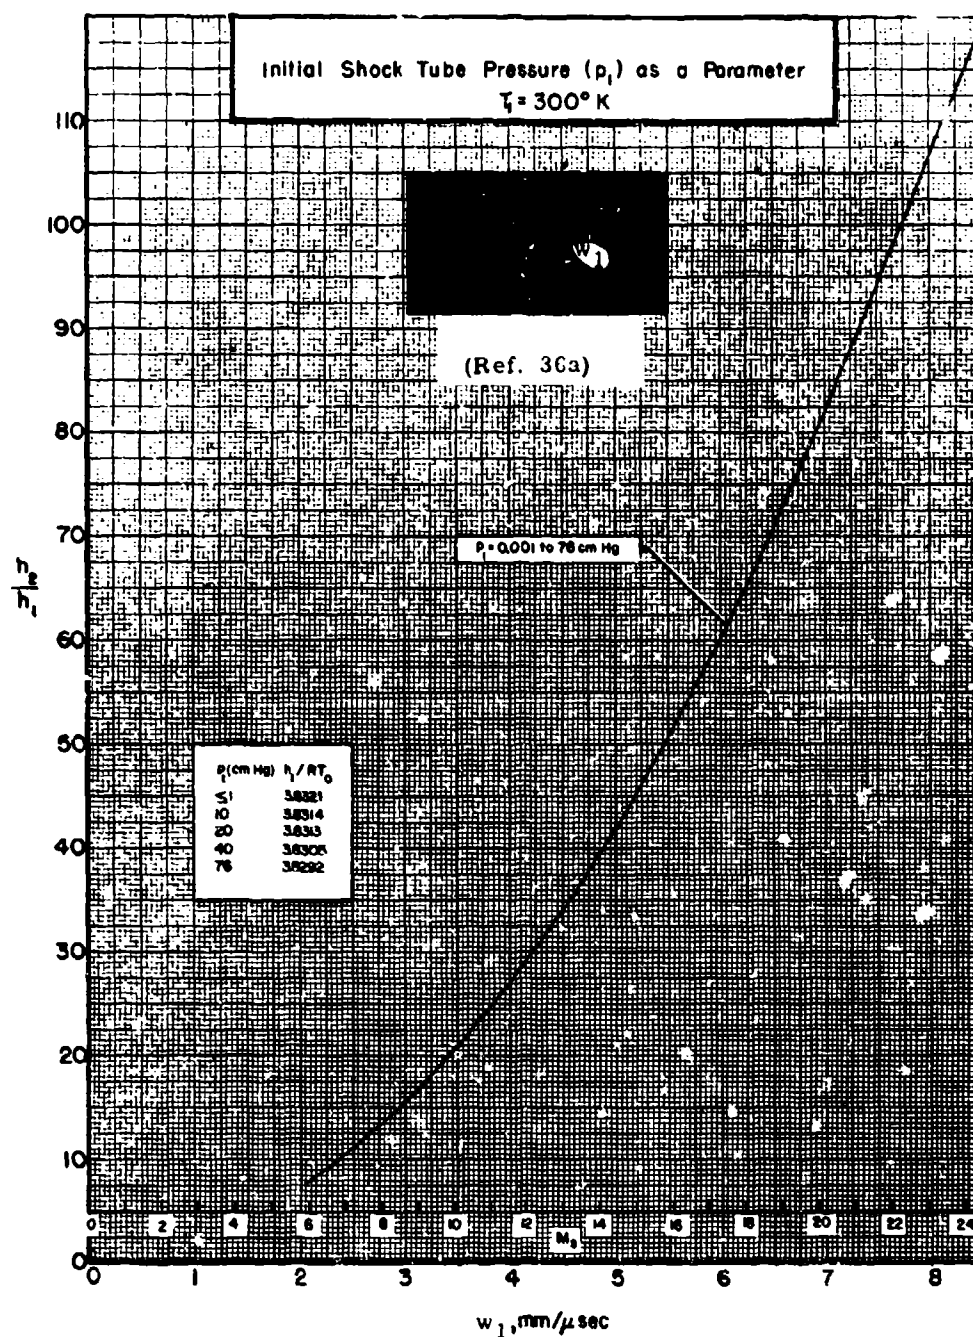 Initial Shock Tube Pressure (p₁) as a Parameter
T₁ = 300° K
110
100
90
80
70
60
50
40
30
20
10
0
h₂
h₁
W₁
(Ref. 36a)
P₁ = 0.001 to 76 cm Hg
P₁(cm Hg) h₁/RT₀
≤1 3.8321
10 3.8314
20 3.8313
40 3.8305
76 3.8292
0 2 4 6 8 10 12 14 16 18 20 22 24
Mₛ
0 1 2 3 4 5 6 7 8
w₁, mm/μsec